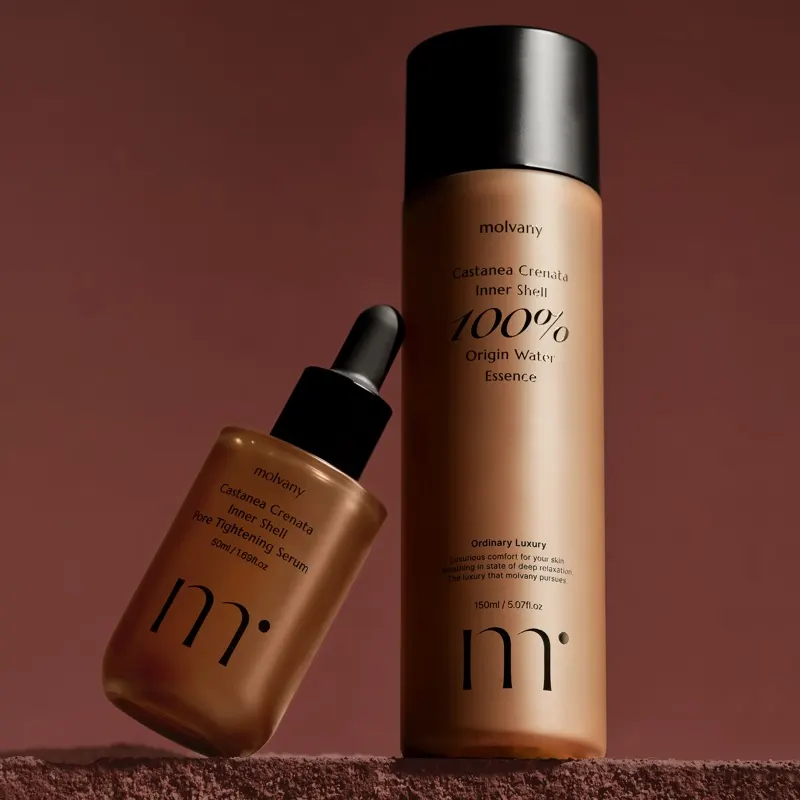 molvany
Castanea Crenata
Inner Shell
Pore Tightening Serum
50ml / 1.69fl.oz
m
molvany
Castanea Crenata
Inner Shell
100%
Origin Water
Essence
Ordinary Luxury
Luxurious comfort for your skin
in state of deep relaxation.
The luxury that molvany pursues.
150ml / 5.07fl.oz
m